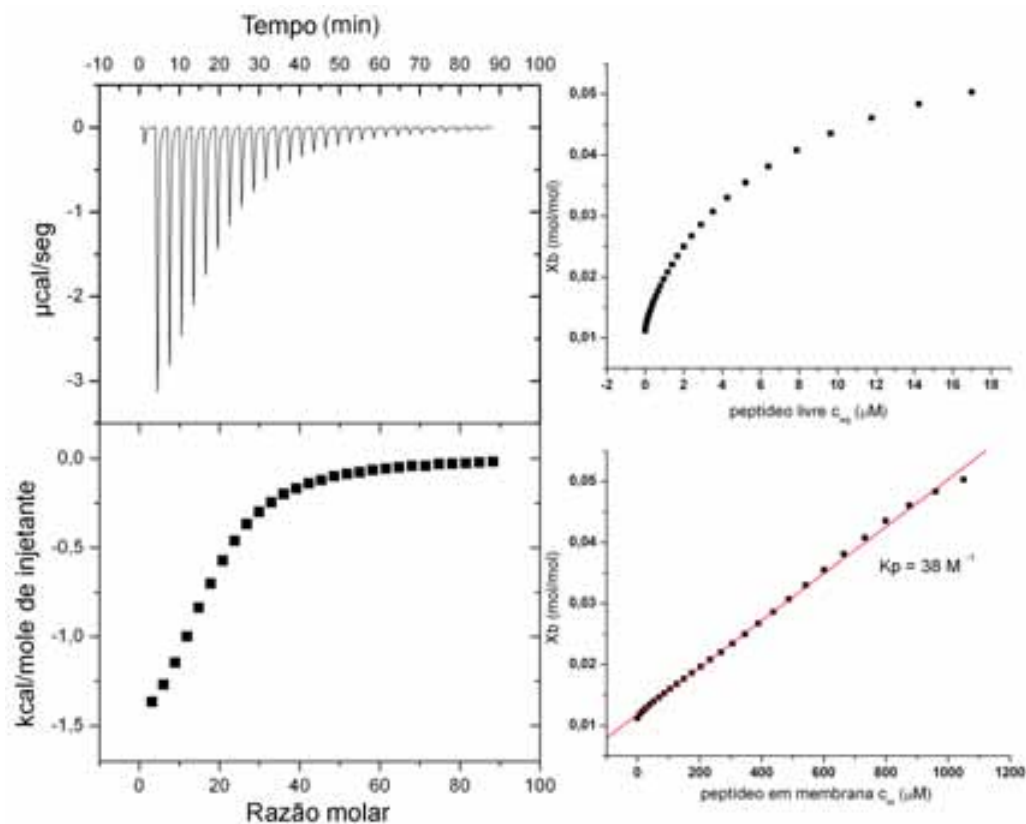 Tempo (min)
-10 0 10 20 30 40 50 60 70 80 90 100
0
-1
-2
-3
µcal/seg
0,0
-0,5
-1,0
-1,5
kcal/mole de injetante
0 20 40 60 80 100
Razão molar
0,05
0,04
0,03
0,02
0,01
Xb (mol/mol)
-2 0 2 4 6 8 10 12 14 16 18
peptídeo livre c (µM)
0,05
0,04
0,03
0,02
0,01
Xb (mol/mol)
Kp = 38 M⁻¹
0 200 400 600 800 1000 1200
peptídeo em membrana c (µM)